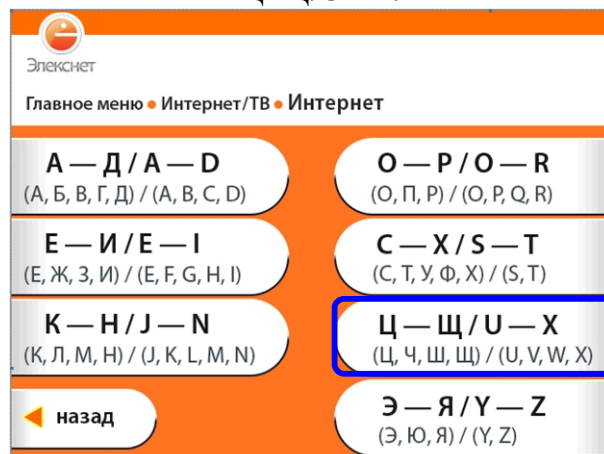 Элекснет
Главное меню • Интернет/ТВ • Интернет
А — Д / A — D
(А, Б, В, Г, Д) / (A, B, C, D)
О — Р / O — R
(О, П, Р) / (O, P, Q, R)
Е — И / E — I
(Е, Ж, З, И) / (E, F, G, H, I)
С — Х / S — T
(С, Т, У, Ф, Х) / (S, T)
К — Н / J — N
(К, Л, М, Н) / (J, K, L, M, N)
Ц — Щ / U — X
(Ц, Ч, Ш, Щ) / (U, V, W, X)
назад
Э — Я / Y — Z
(Э, Ю, Я) / (Y, Z)